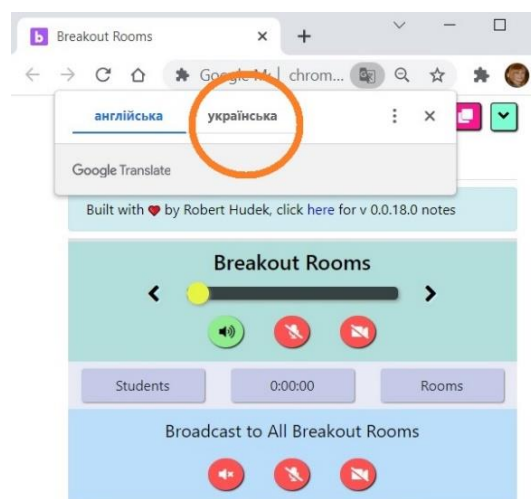 Breakout Rooms
Google Me chrom...
англійська українська
Google Translate
Built with by Robert Hudek, click here for v 0.0.18.0 notes
Breakout Rooms
Students 0:00:00 Rooms
Broadcast to All Breakout Rooms